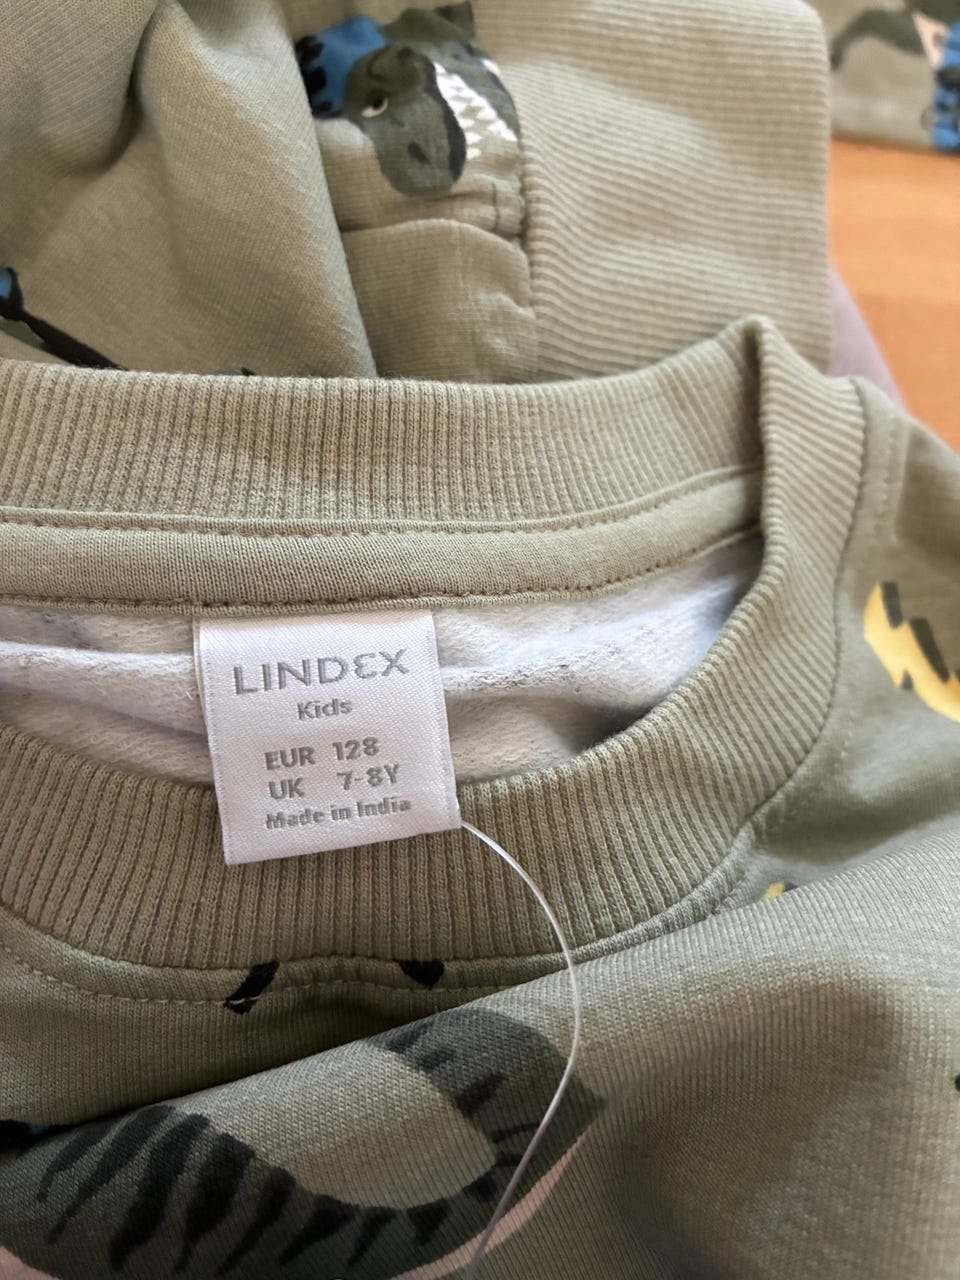 LINDEX
Kids
EUR 128
UK 7-8Y
Made in India